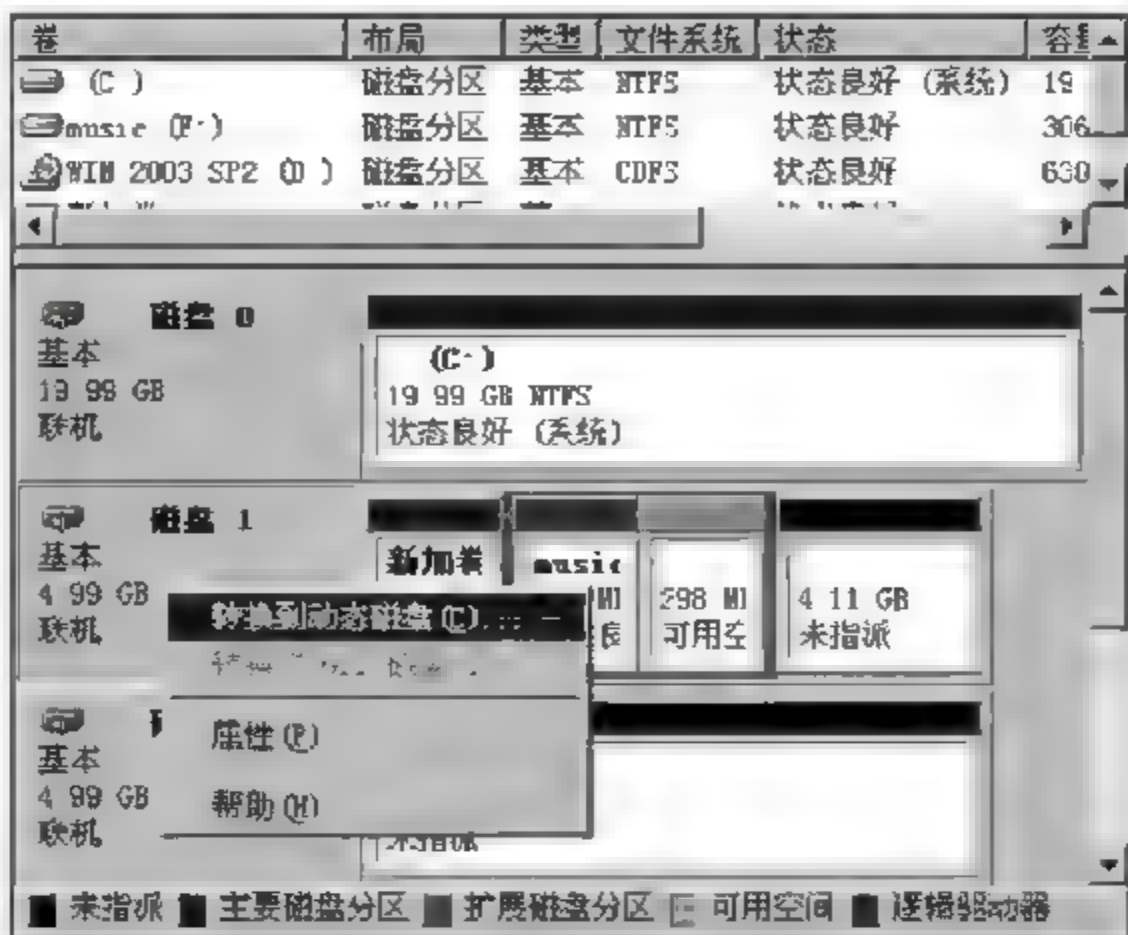 卷 布局 类型 文件系统 状态 容量
(C ) 磁盘分区 基本 NTFS 状态良好 (系统) 19
music (F:) 磁盘分区 基本 NTFS 状态良好 306
WIN 2003 SP2 (D ) 磁盘分区 基本 CDFS 状态良好 630
磁盘 0
基本
19 99 GB
联机
(C:)
19 99 GB NTFS
状态良好 (系统)
磁盘 1
基本
4 99 GB
联机
新加卷
music
良
298 MB
可用空
4 11 GB
未指派
转换到动态磁盘(C)...
属性(P)
帮助(H)
基本
4 99 GB
联机
未指派
未指派 主要磁盘分区 扩展磁盘分区 可用空间 逻辑驱动器